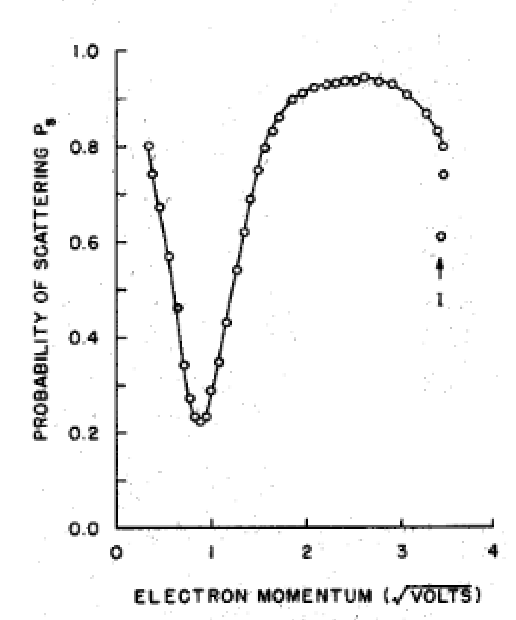 1.0
0.8
0.6
0.4
0.2
0.0
PROBABILITY OF SCATTERING Ps
I
0 1 2 3 4
ELECTRON MOMENTUM (√VOLTS)